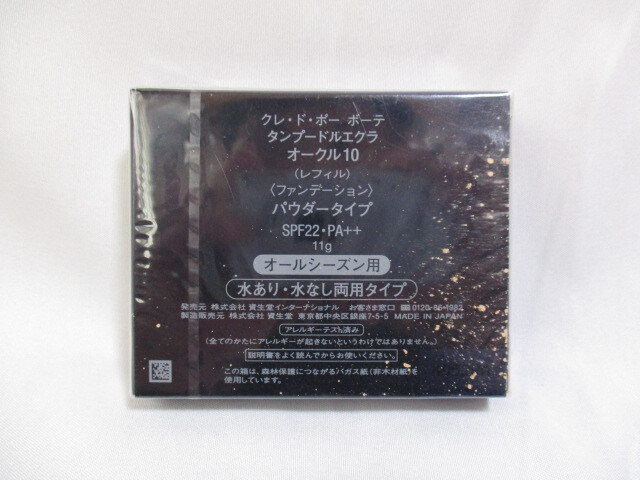 クレ・ド・ポー ボーテ
タンプードルエクラ
オークル10
(レフィル)
〈ファンデーション〉
パウダータイプ
SPF22・PA++
11g
オールシーズン用
水あり・水なし両用タイプ
発売元 株式会社 資生堂インターナショナル お客さま窓口 0120-86-1982
製造販売元 株式会社 資生堂 東京都中央区銀座7-5-5 MADE IN JAPAN
アレルギーテスト済み
(全てのかたにアレルギーが起きないというわけではありません。)
説明書をよく読んでからお使いください。
この箱は、森林保護につながるバガス紙(非木材紙)を
使用しています。